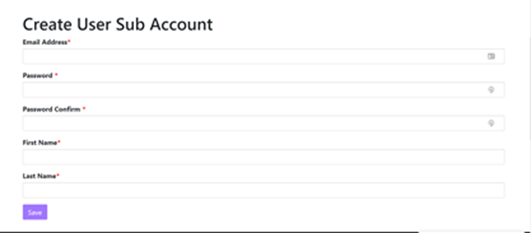 Create User Sub Account
Email Address*
Password *
Password Confirm *
First Name*
Last Name*
Save